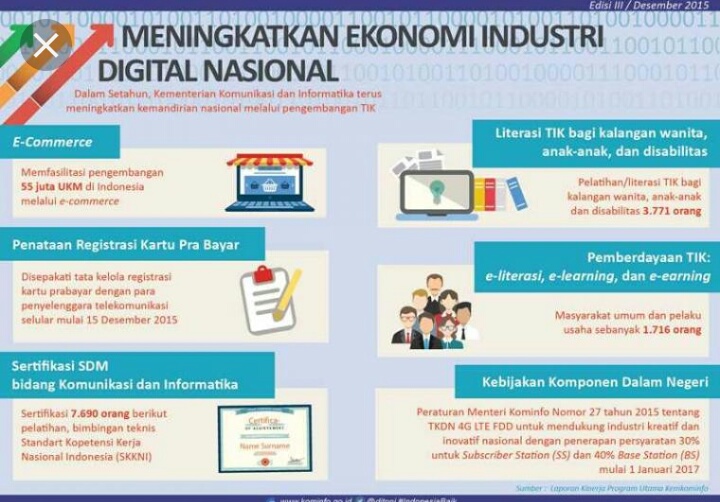 Edisi III / Desember 2015
MENINGKATKAN EKONOMI INDUSTRI
DIGITAL NASIONAL
Dalam Setahun, Kementerian Komunikasi dan Informatika terus
meningkatkan kemandirian nasional melalui pengembangan TIK
E-Commerce
Memfasilitasi pengembangan
55 juta UKM di Indonesia
melalui e-commerce
Penataan Registrasi Kartu Pra Bayar
Disepakati tata kelola registrasi
kartu prabayar dengan para
penyelenggara telekomunikasi
selular mulai 15 Desember 2015
Sertifikasi SDM
bidang Komunikasi dan Informatika
Sertifikasi 7.690 orang berikut
pelatihan, bimbingan teknis
Standart Kopetensi Kerja
Nasional Indonesia (SKKNI)
Name Surname
Literasi TIK bagi kalangan wanita,
anak-anak, dan disabilitas
Pelatihan/literasi TIK bagi
kalangan wanita, anak-anak
dan disabilitas 3.771 orang
Pemberdayaan TIK:
e-literasi, e-learning, dan e-earning
Masyarakat umum dan pelaku
usaha sebanyak 1.716 orang
Kebijakan Komponen Dalam Negeri
Peraturan Menteri Kominfo Nomor 27 tahun 2015 tentang
TKDN 4G LTE FDD untuk mendukung industri kreatif dan
inovatif nasional dengan penerapan persyaratan 30%
untuk Subscriber Station (SS) dan 40% Base Station (BS)
mulai 1 Januari 2017
Sumber : Laporan Kinerja Program Utama Kemkominfo